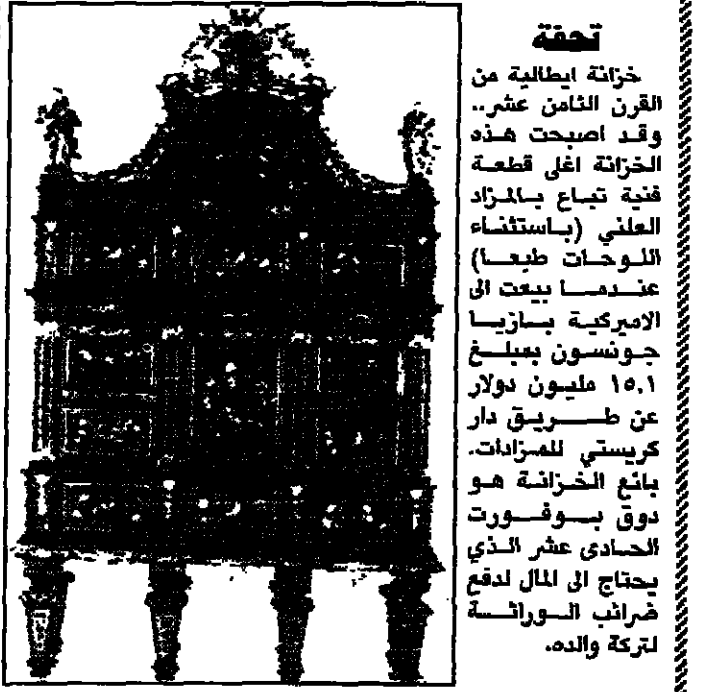 تحفة
خزانة ايطالية من
القرن الثامن عشر..
وقد اصبحت هذه
الخزانة اغلى قطعة
فنية تباع بالمزاد
العلني (باستثناء
اللوحات طبعا)
عندما بيعت الى
الاميركية بازيا
جونسون بمبلغ
١٥,١ مليون دولار
عن طريق دار
كريستي للمزادات.
بائع الخزانة هو
دوق بوفورت
الحادى عشر الذي
يحتاج الى المال لدفع
ضرائب الوراثة
لتركة والده.